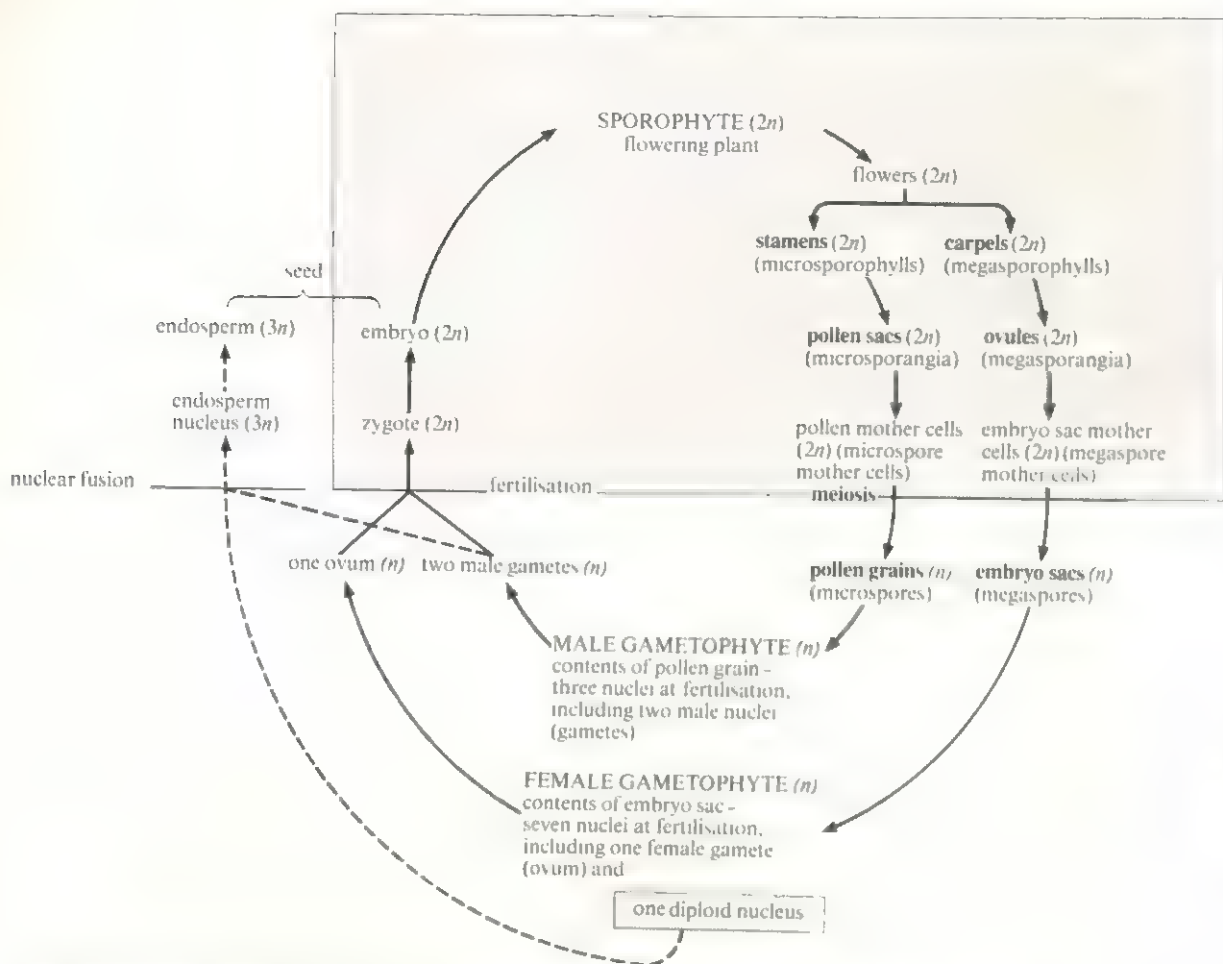 SPOROPHYTE (2n)
flowering plant
flowers (2n)
stamens (2n)
(microsporophylls)
carpels (2n)
(megasporophylls)
seed
endosperm (3n)
embryo (2n)
pollen sacs (2n)
(microsporangia)
ovules (2n)
(megasporangia)
endosperm
nucleus (3n)
zygote (2n)
pollen mother cells
(2n) (microspore
mother cells)
embryo sac mother
cells (2n) (megaspore
mother cells)
nuclear fusion
fertilisation
meiosis
one ovum (n)
two male gametes (n)
pollen grains (n)
(microspores)
embryo sacs (n)
(megaspores)
MALE GAMETOPHYTE (n)
contents of pollen grain –
three nuclei at fertilisation,
including two male nuclei
(gametes)
FEMALE GAMETOPHYTE (n)
contents of embryo sac –
seven nuclei at fertilisation,
including one female gamete
(ovum) and
one diploid nucleus